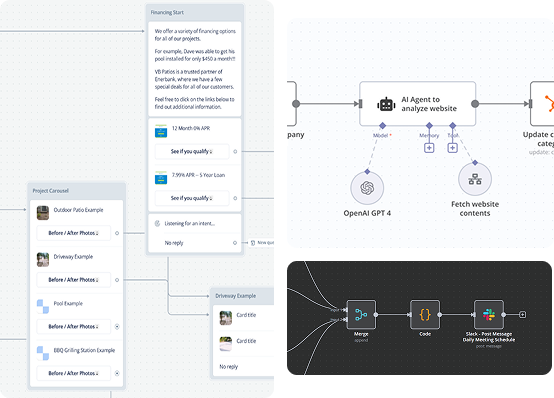 Financing Start
We offer a variety of financing options
for all of our projects.
For example, Dave was able to get his
pool installed for only $450 a month!!!
VB Patios is a trusted partner of
Enerbank, where we have a few
special deals for all of our customers.
Feel free to click on the links below to
find out additional information.
12 Month 0% APR
See if you qualify
7.99% APR – 5 Year Loan
See if you qualify
Listening for an intent...
No reply
New que
Project Carousel
Outdoor Patio Example
Before / After Photos
Driveway Example
Before / After Photos
Pool Example
Before / After Photos
BBQ Grilling Station Example
Before / After Photos
Driveway Example
Card title
Card title
No reply
pany
AI Agent to
analyze website
Model *
Memory
Tool
OpenAI GPT 4
Fetch website
contents
Update c
categ
update: c
Input 1
Input 2
Merge
append
Code
Slack - Post Message
Daily Meeting Schedule
post: message